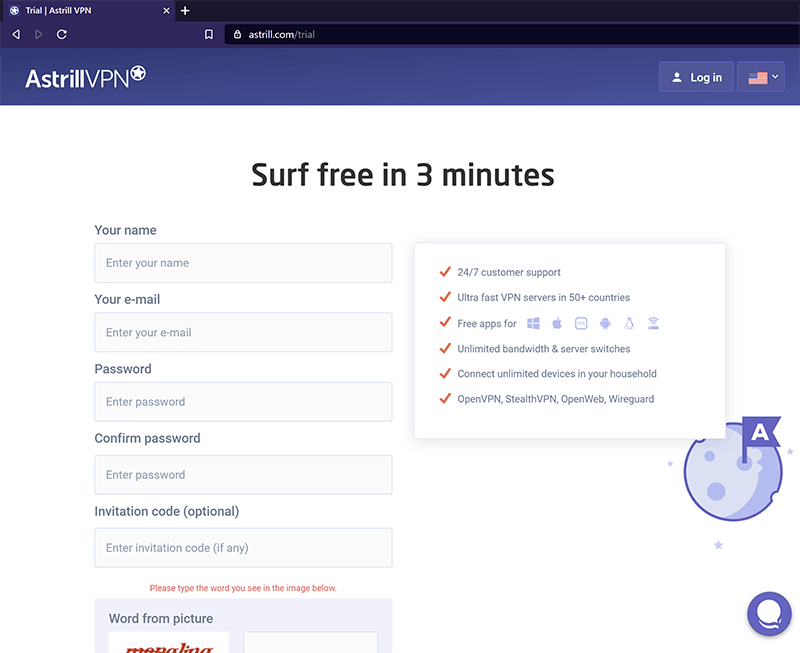 Trial | Astrill VPN
astrill.com/trial
AstrillVPN
Log in
Surf free in 3 minutes
Your name
Enter your name
Your e-mail
Enter your e-mail
Password
Enter password
Confirm password
Enter password
Invitation code (optional)
Enter invitation code (if any)
Please type the word you see in the image below.
Word from picture
24/7 customer support
Ultra fast VPN servers in 50+ countries
Free apps for
iOS
Unlimited bandwidth & server switches
Connect unlimited devices in your household
OpenVPN, StealthVPN, OpenWeb, Wireguard
A